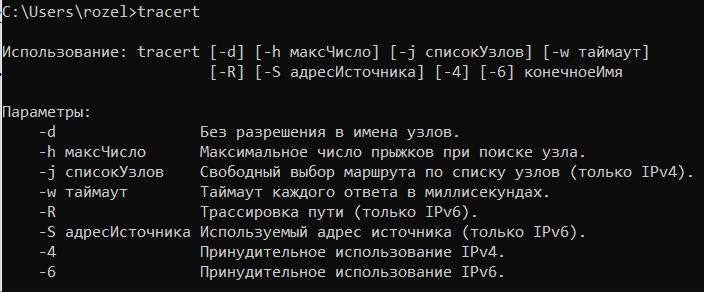 C:\Users\rozel>tracert
Использование: tracert [-d] [-h максЧисло] [-j списокУзлов] [-w таймаут]
[-R] [-S адресИсточника] [-4] [-6] конечноеИмя
Параметры:
-d Без разрешения в имена узлов.
-h максЧисло Максимальное число прыжков при поиске узла.
-j списокУзлов Свободный выбор маршрута по списку узлов (только IPv4).
-w таймаут Таймаут каждого ответа в миллисекундах.
-R Трассировка пути (только IPv6).
-S адресИсточника Используемый адрес источника (только IPv6).
-4 Принудительное использование IPv4.
-6 Принудительное использование IPv6.